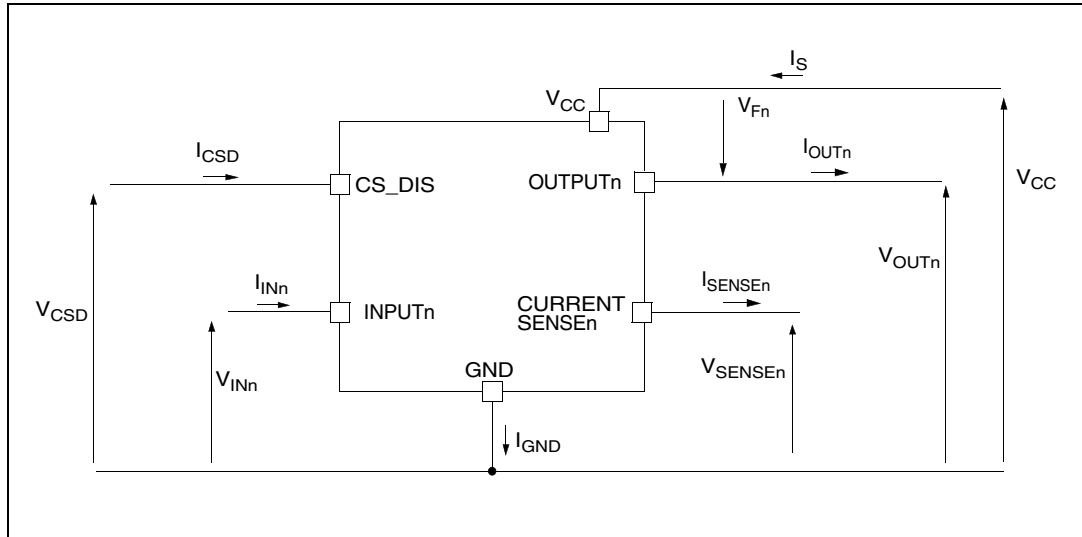 I_S
V_CC
V_Fn
I_CSD
I_OUTn
CS_DIS
OUTPUTn
V_CC
V_OUTn
I_INn
I_SENSEn
V_CSD
INPUTn
CURRENT
SENSEn
V_INn
GND
V_SENSEn
I_GND